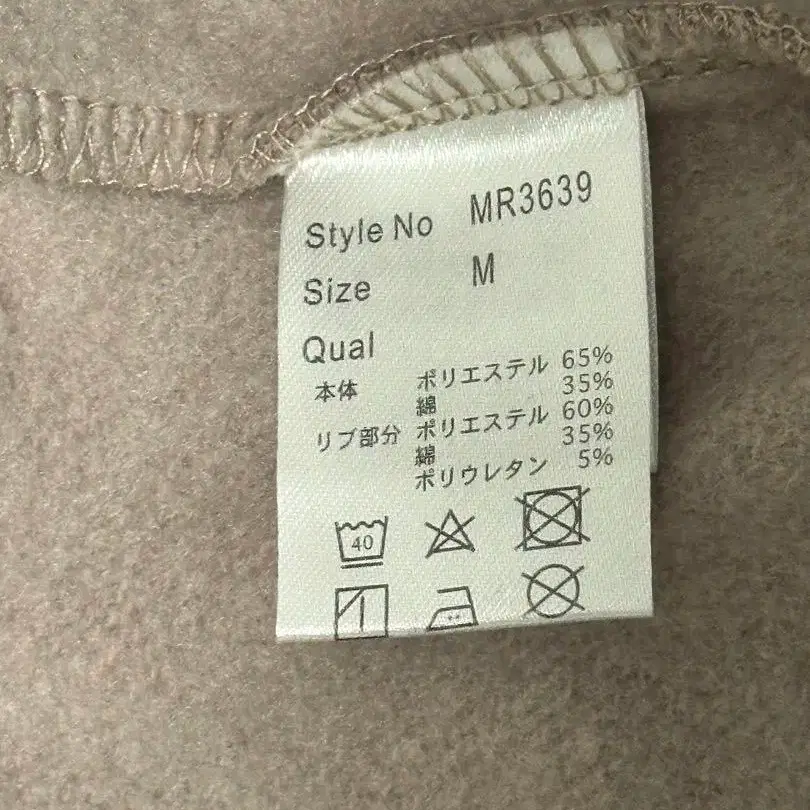 Style No MR3639
Size M
Qual
本体 ポリエステル 65%
綿 35%
リブ部分 ポリエステル 60%
綿 35%
ポリウレタン 5%
40